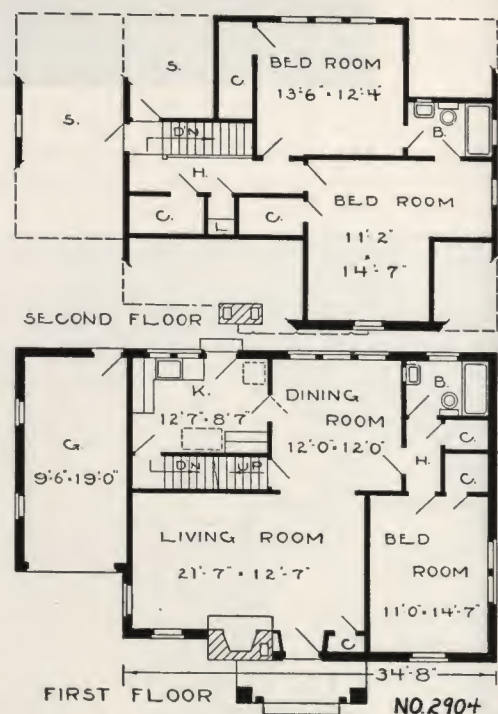 S.
S.
C.
BED ROOM
13'-6" × 12'-4"
B.
DN
H.
C.
L
C.
BED ROOM
11'-2"
×
14'-7"
SECOND FLOOR
K.
12'7" × 8'7"
DINING
ROOM
12'-0" × 12'-0"
B.
G.
9'-6" × 19'-0"
DN
UP
H.
C.
C.
LIVING ROOM
21'-7" × 12'-7"
BED
ROOM
11'-0" × 14'-7"
C
34'-8"
FIRST FLOOR
NO. 2904